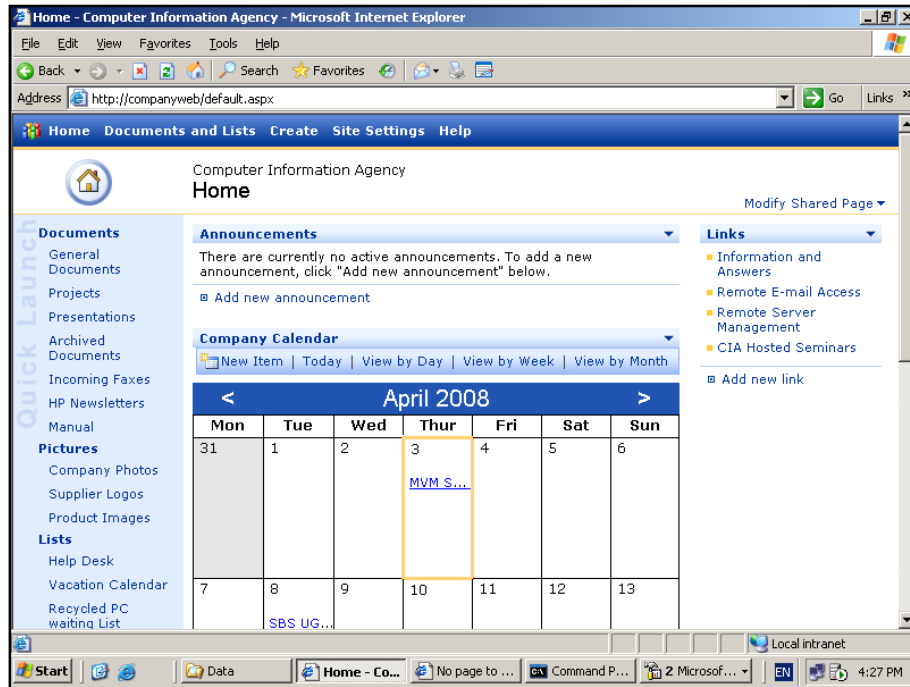 Home - Computer Information Agency - Microsoft Internet Explorer
File Edit View Favorites Tools Help
Back Search Favorites
Address http://companyweb/default.aspx Go Links »
Home Documents and Lists Create Site Settings Help
Computer Information Agency
Home
Modify Shared Page
Quick Launch
Documents
General
Documents
Projects
Presentations
Archived
Documents
Incoming Faxes
HP Newsletters
Manual
Pictures
Company Photos
Supplier Logos
Product Images
Lists
Help Desk
Vacation Calendar
Recycled PC
waiting List
Announcements
There are currently no active announcements. To add a new
announcement, click "Add new announcement" below.
Add new announcement
Company Calendar
New Item | Today | View by Day | View by Week | View by Month
< April 2008 >
Mon Tue Wed Thur Fri Sat Sun
31 1 2 3 4 5 6
MVM S...
7 8 9 10 11 12 13
SBS UG...
Links
Information and
Answers
Remote E-mail Access
Remote Server
Management
CIA Hosted Seminars
Add new link
Local intranet
Start Data Home - Co... No page to ... Command P... 2 Microsof... EN 4:27 PM